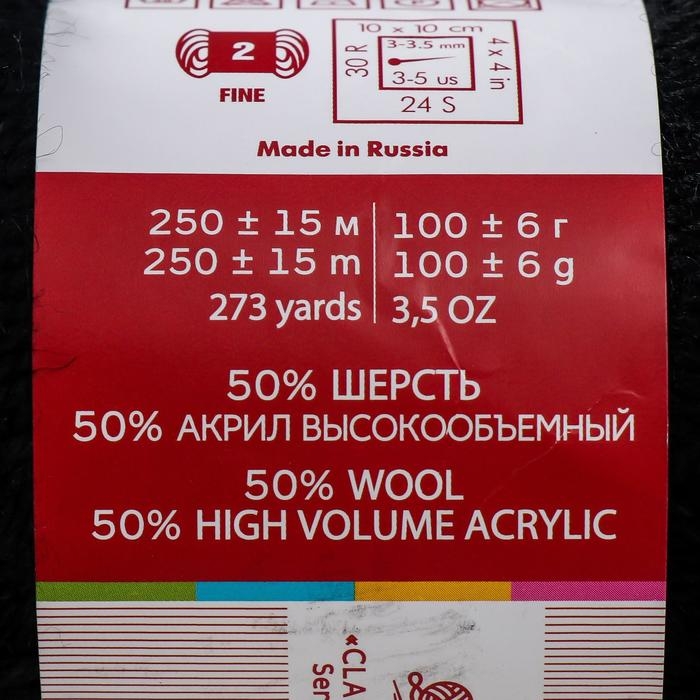 10 x 10 cm
30 R
3-3.5 mm
3-5 us
4 x 4 in
24 S
2
FINE
Made in Russia
250 ± 15 м
100 ± 6 г
250 ± 15 m
100 ± 6 g
273 yards
3,5 OZ
50% ШЕРСТЬ
50% АКРИЛ ВЫСОКООБЪЕМНЫЙ
50% WOOL
50% HIGH VOLUME ACRYLIC